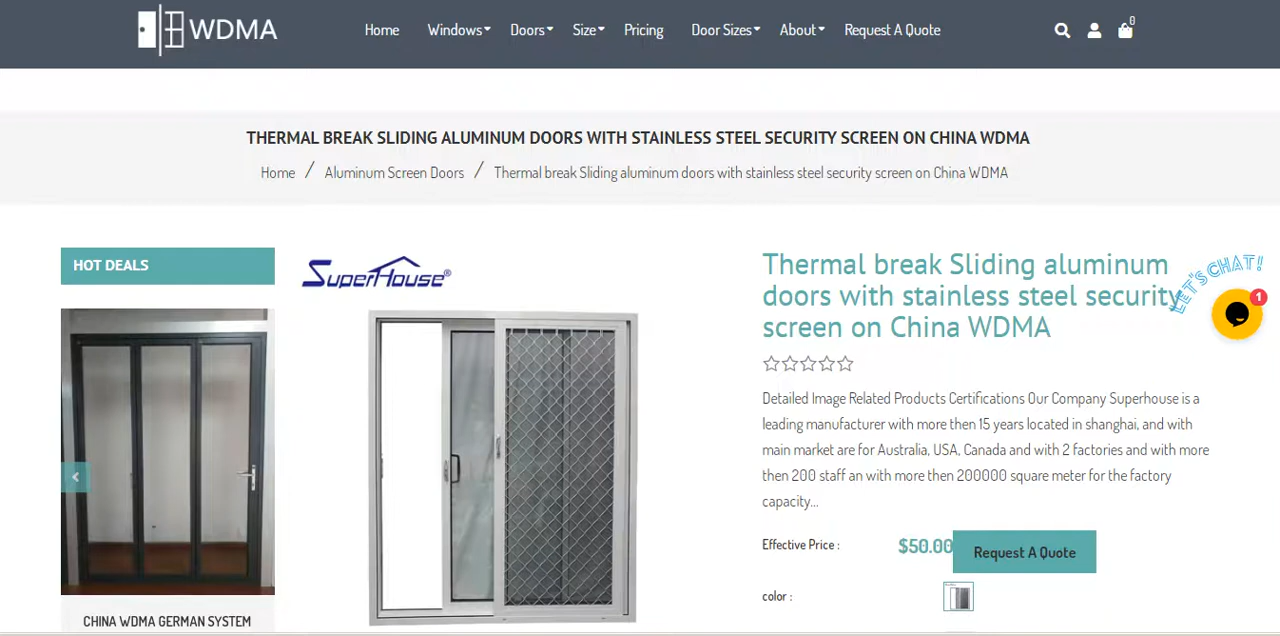 WDMA
Home Windows Doors Size Pricing Door Sizes About Request A Quote
0
THERMAL BREAK SLIDING ALUMINUM DOORS WITH STAINLESS STEEL SECURITY SCREEN ON CHINA WDMA
Home / Aluminum Screen Doors / Thermal break Sliding aluminum doors with stainless steel security screen on China WDMA
HOT DEALS
SUPERHOUSE®
Thermal break Sliding aluminum
doors with stainless steel security
screen on China WDMA
LET'S CHAT!
1
Detailed Image Related Products Certifications Our Company Superhouse is a
leading manufacturer with more then 15 years located in shanghai, and with
main market are for Australia, USA, Canada and with 2 factories and with more
then 200 staff an with more then 200000 square meter for the factory
capacity...
Effective Price : $50.00 Request A Quote
color :
CHINA WDMA GERMAN SYSTEM